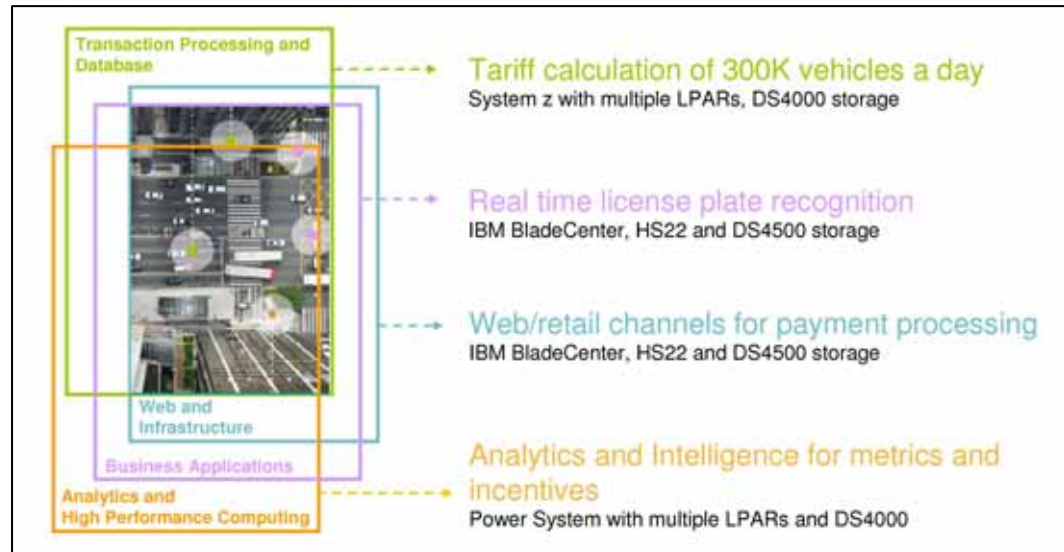 Transaction Processing and
Database
Tariff calculation of 300K vehicles a day
System z with multiple LPARs, DS4000 storage
Real time license plate recognition
IBM BladeCenter, HS22 and DS4500 storage
Web/retail channels for payment processing
IBM BladeCenter, HS22 and DS4500 storage
Web and
Infrastructure
Business Applications
Analytics and
High Performance Computing
Analytics and Intelligence for metrics and
incentives
Power System with multiple LPARs and DS4000